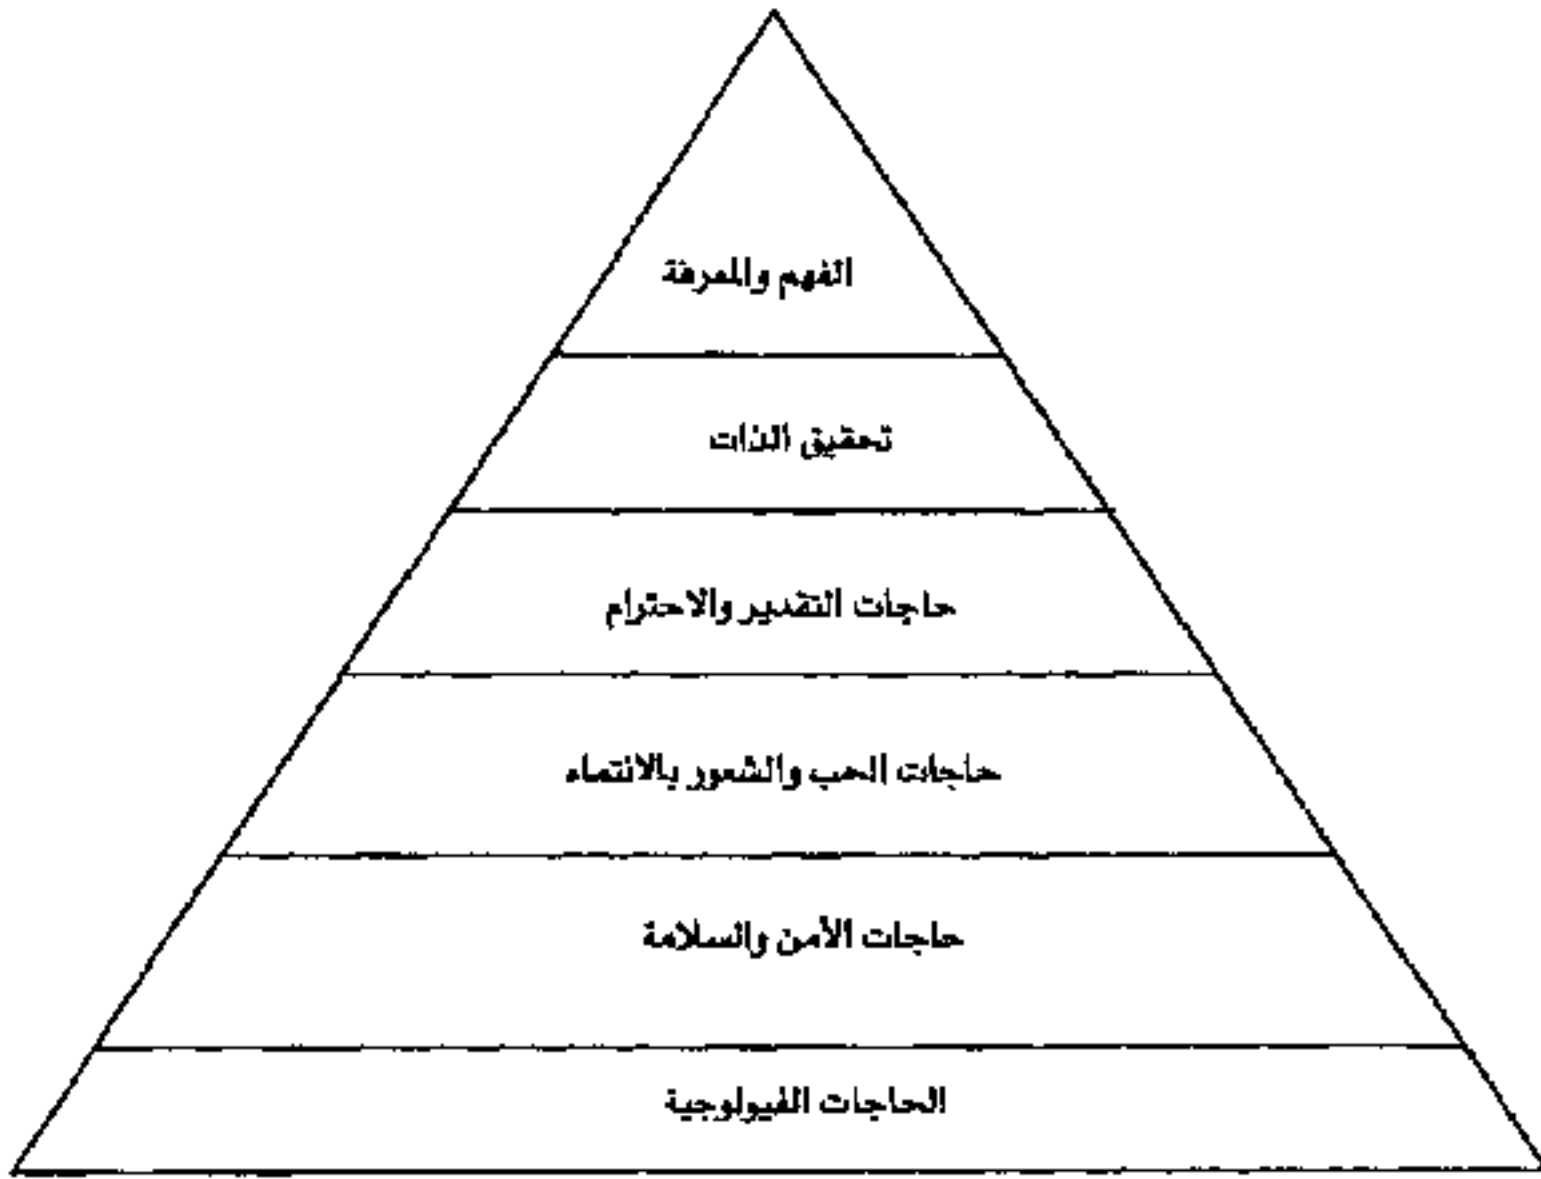 الفهم والمعرفة
تحقيق الذات
حاجات التقدير والاحترام
حاجات الحب والشعور بالانتماء
حاجات الأمن والسلامة
الحاجات الفيولوجية